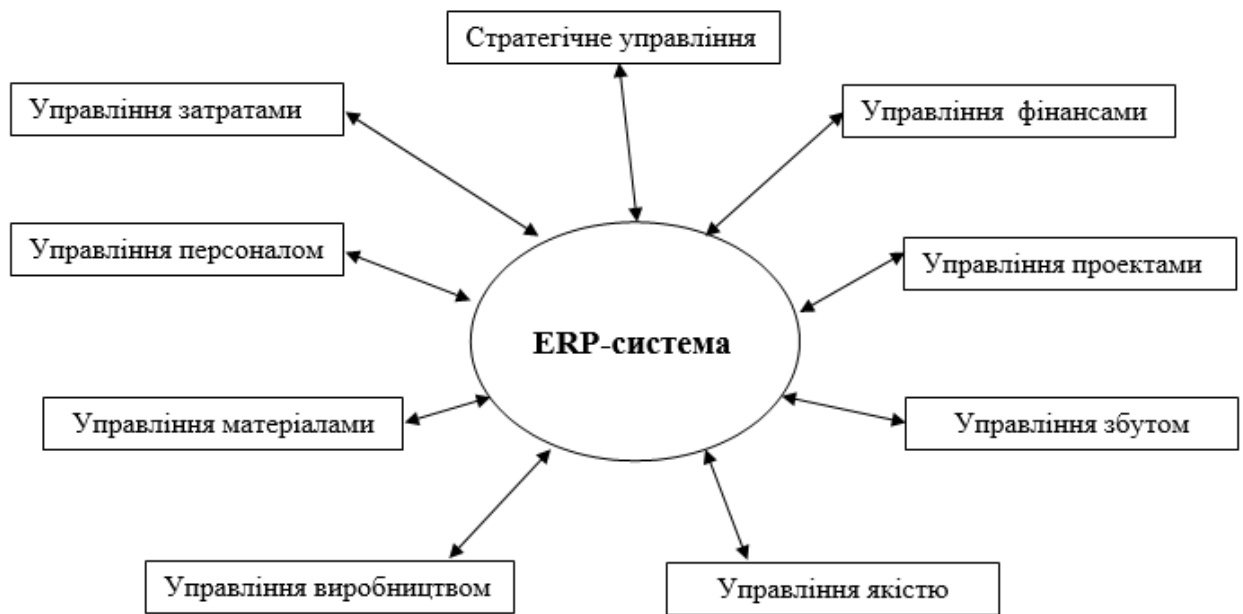 Стратегічне управління
Управління затратами
Управління фінансами
Управління персоналом
Управління проектами
ERP-система
Управління матеріалами
Управління збутом
Управління виробництвом
Управління якістю